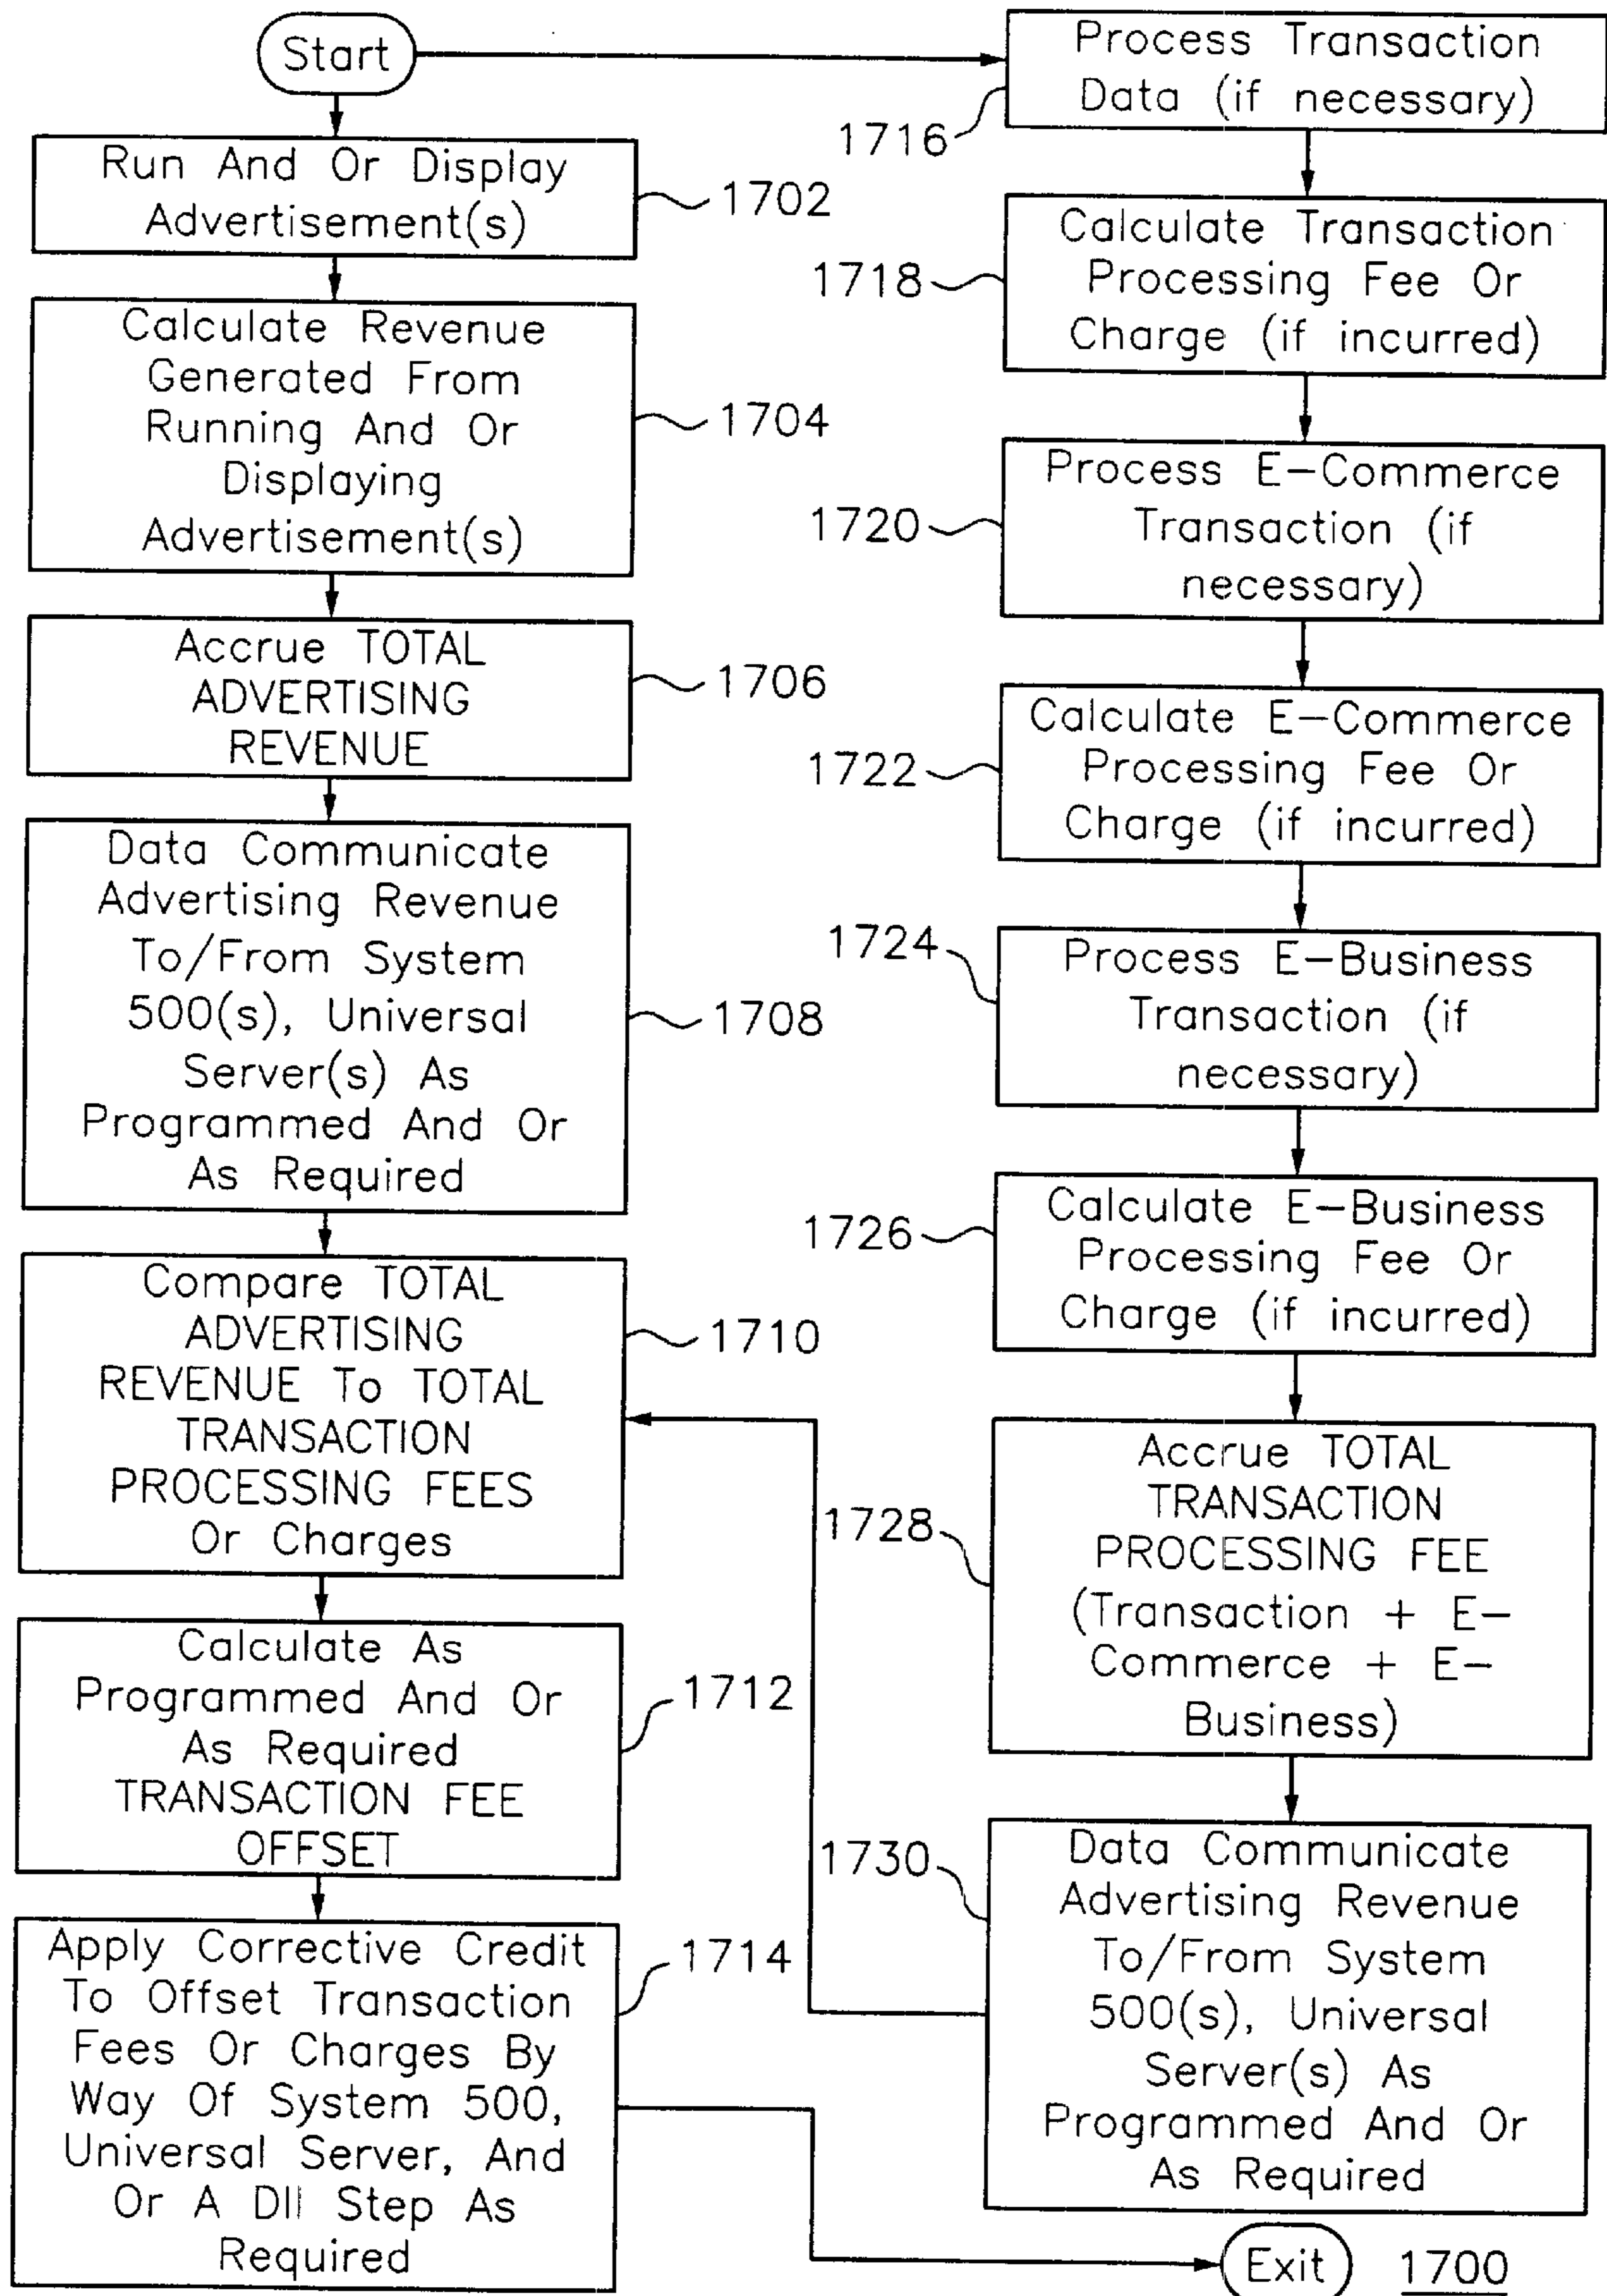 Start
Run And Or Display
Advertisement(s)
1702
Calculate Revenue
Generated From
Running And Or
Displaying
Advertisement(s)
1704
Accrue TOTAL
ADVERTISING
REVENUE
1706
Data Communicate
Advertising Revenue
To/From System
500(s), Universal
Server(s) As
Programmed And Or
As Required
1708
Compare TOTAL
ADVERTISING
REVENUE To TOTAL
TRANSACTION
PROCESSING FEES
Or Charges
1710
Calculate As
Programmed And Or
As Required
TRANSACTION FEE
OFFSET
1712
Apply Corrective Credit
To Offset Transaction
Fees Or Charges By
Way Of System 500,
Universal Server, And
Or A DII Step As
Required
1714
Process Transaction
Data (if necessary)
1716
Calculate Transaction
Processing Fee Or
Charge (if incurred)
1718
Process E-Commerce
Transaction (if
necessary)
1720
Calculate E-Commerce
Processing Fee Or
Charge (if incurred)
1722
Process E-Business
Transaction (if
necessary)
1724
Calculate E-Business
Processing Fee Or
Charge (if incurred)
1726
Accrue TOTAL
TRANSACTION
PROCESSING FEE
(Transaction + E-
Commerce + E-
Business)
1728
Data Communicate
Advertising Revenue
To/From System
500(s), Universal
Server(s) As
Programmed And Or
As Required
1730
Exit
1700